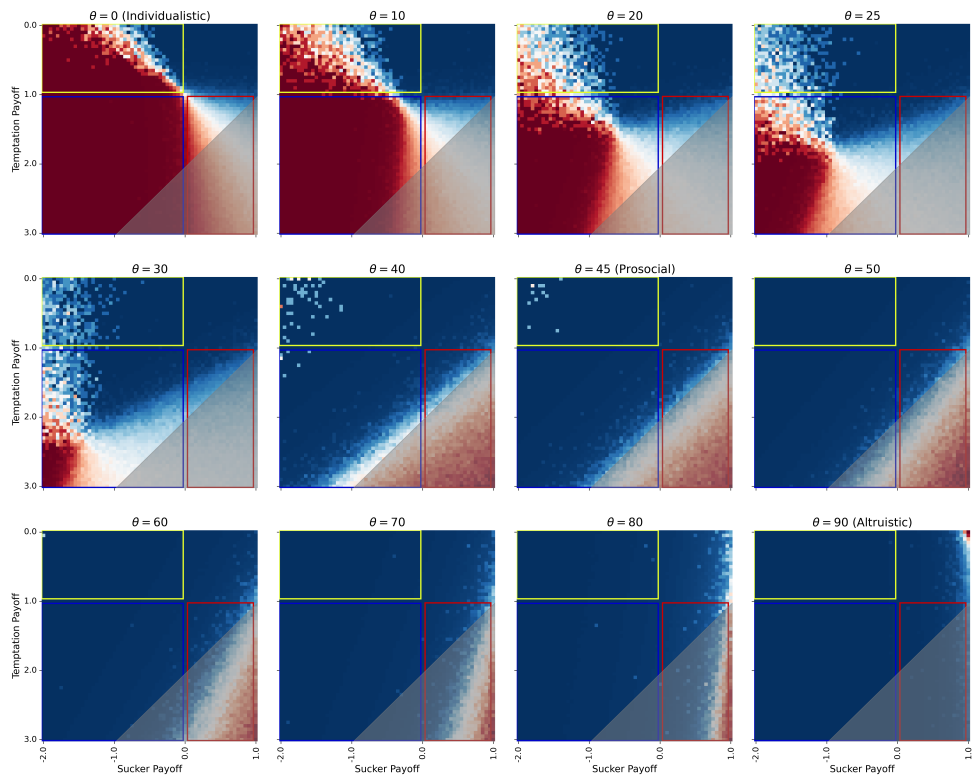 θ = 0 (Individualistic)
θ = 10
θ = 20
θ = 25
Temptation Payoff
0.0
1.0
2.0
3.0
θ = 30
θ = 40
θ = 45 (Prosocial)
θ = 50
Temptation Payoff
0.0
1.0
2.0
3.0
θ = 60
θ = 70
θ = 80
θ = 90 (Altruistic)
Temptation Payoff
0.0
1.0
2.0
3.0
-2.0 -1.0 0.0 1.0
-2.0 -1.0 0.0 1.0
-2.0 -1.0 0.0 1.0
-2.0 -1.0 0.0 1.0
Sucker Payoff
Sucker Payoff
Sucker Payoff
Sucker Payoff